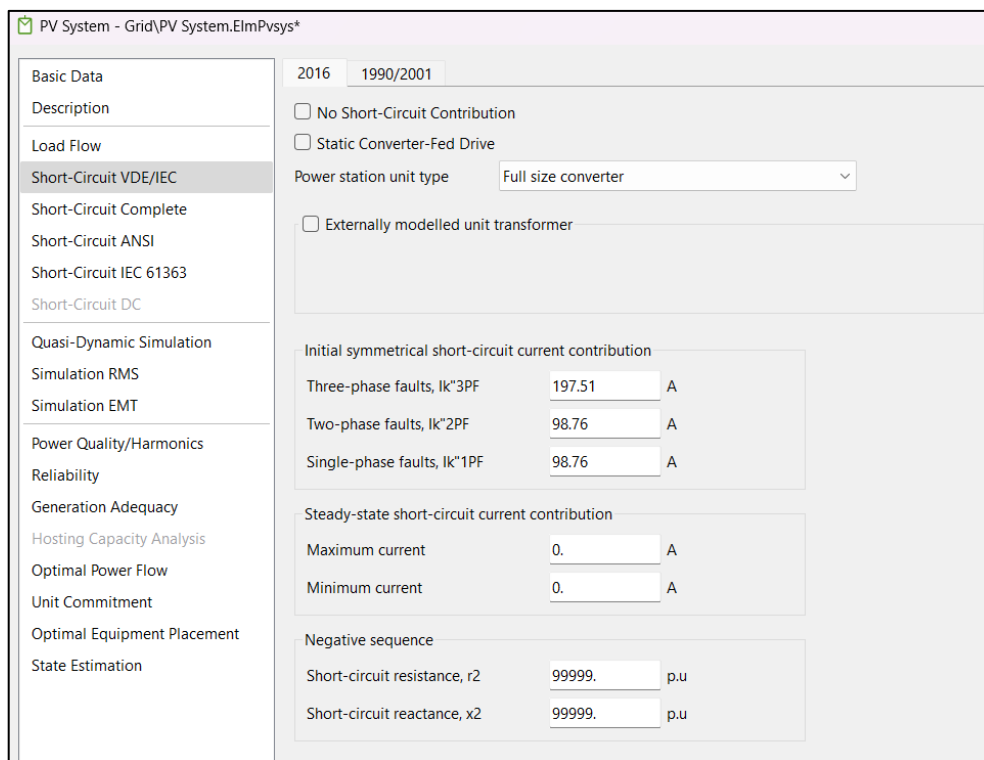 PV System - Grid\PV System.ElmPvsys*
Basic Data
Description
Load Flow
Short-Circuit VDE/IEC
Short-Circuit Complete
Short-Circuit ANSI
Short-Circuit IEC 61363
Short-Circuit DC
Quasi-Dynamic Simulation
Simulation RMS
Simulation EMT
Power Quality/Harmonics
Reliability
Generation Adequacy
Hosting Capacity Analysis
Optimal Power Flow
Unit Commitment
Optimal Equipment Placement
State Estimation
2016 1990/2001
No Short-Circuit Contribution
Static Converter-Fed Drive
Power station unit type Full size converter
Externally modelled unit transformer
Initial symmetrical short-circuit current contribution
Three-phase faults, Ik"3PF 197.51 A
Two-phase faults, Ik"2PF 98.76 A
Single-phase faults, Ik"1PF 98.76 A
Steady-state short-circuit current contribution
Maximum current 0. A
Minimum current 0. A
Negative sequence
Short-circuit resistance, r2 99999. p.u
Short-circuit reactance, x2 99999. p.u